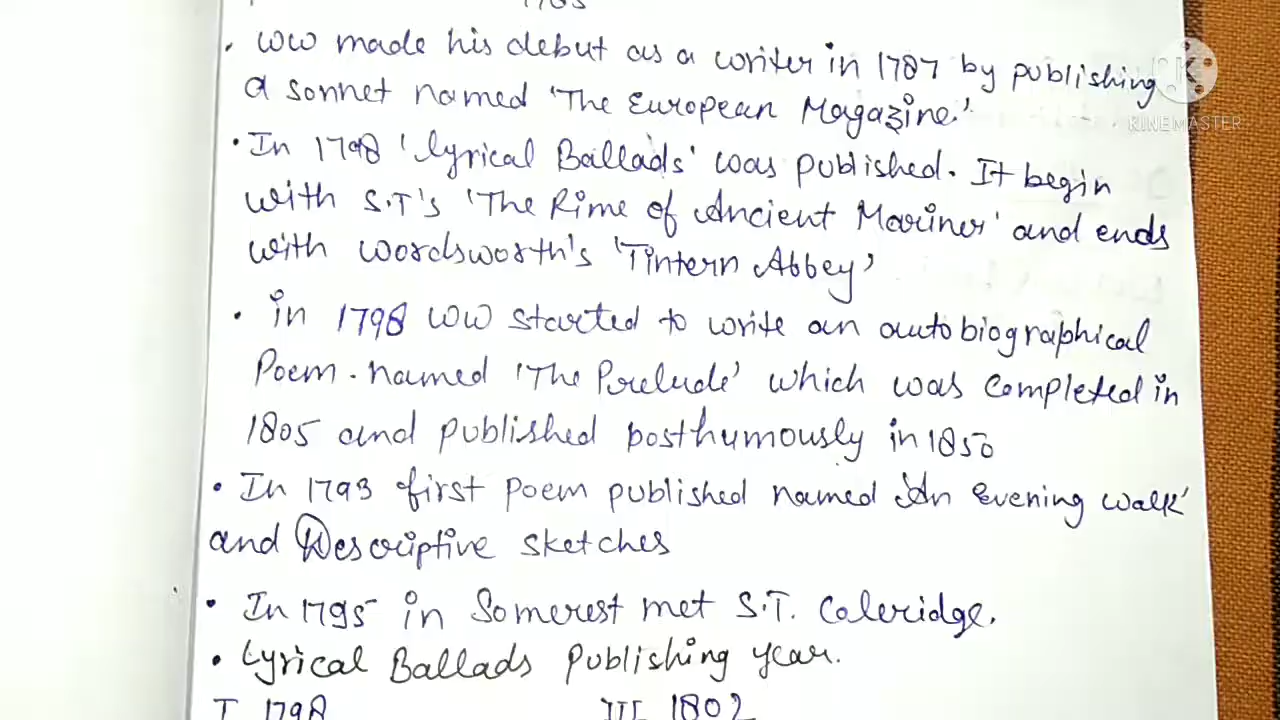 • WW made his debut as a writer in 1787 by publishing
a sonnet named 'The European Magazine.'
• In 1798 'Lyrical Ballads' was published. It begin
with S.T's 'The Rime of Ancient Mariner' and ends
with Wordsworth's 'Tintern Abbey'
• in 1798 WW started to write an autobiographical
Poem. named 'The Prelude' which was completed in
1805 and published posthumously in 1850
• In 1793 first poem published named 'An Evening Walk'
and Descriptive sketches
• In 1795 in Somerest met S.T. Coleridge.
• Lyrical Ballads Publishing year.
I 1798 III 1802
K
KINEMASTER